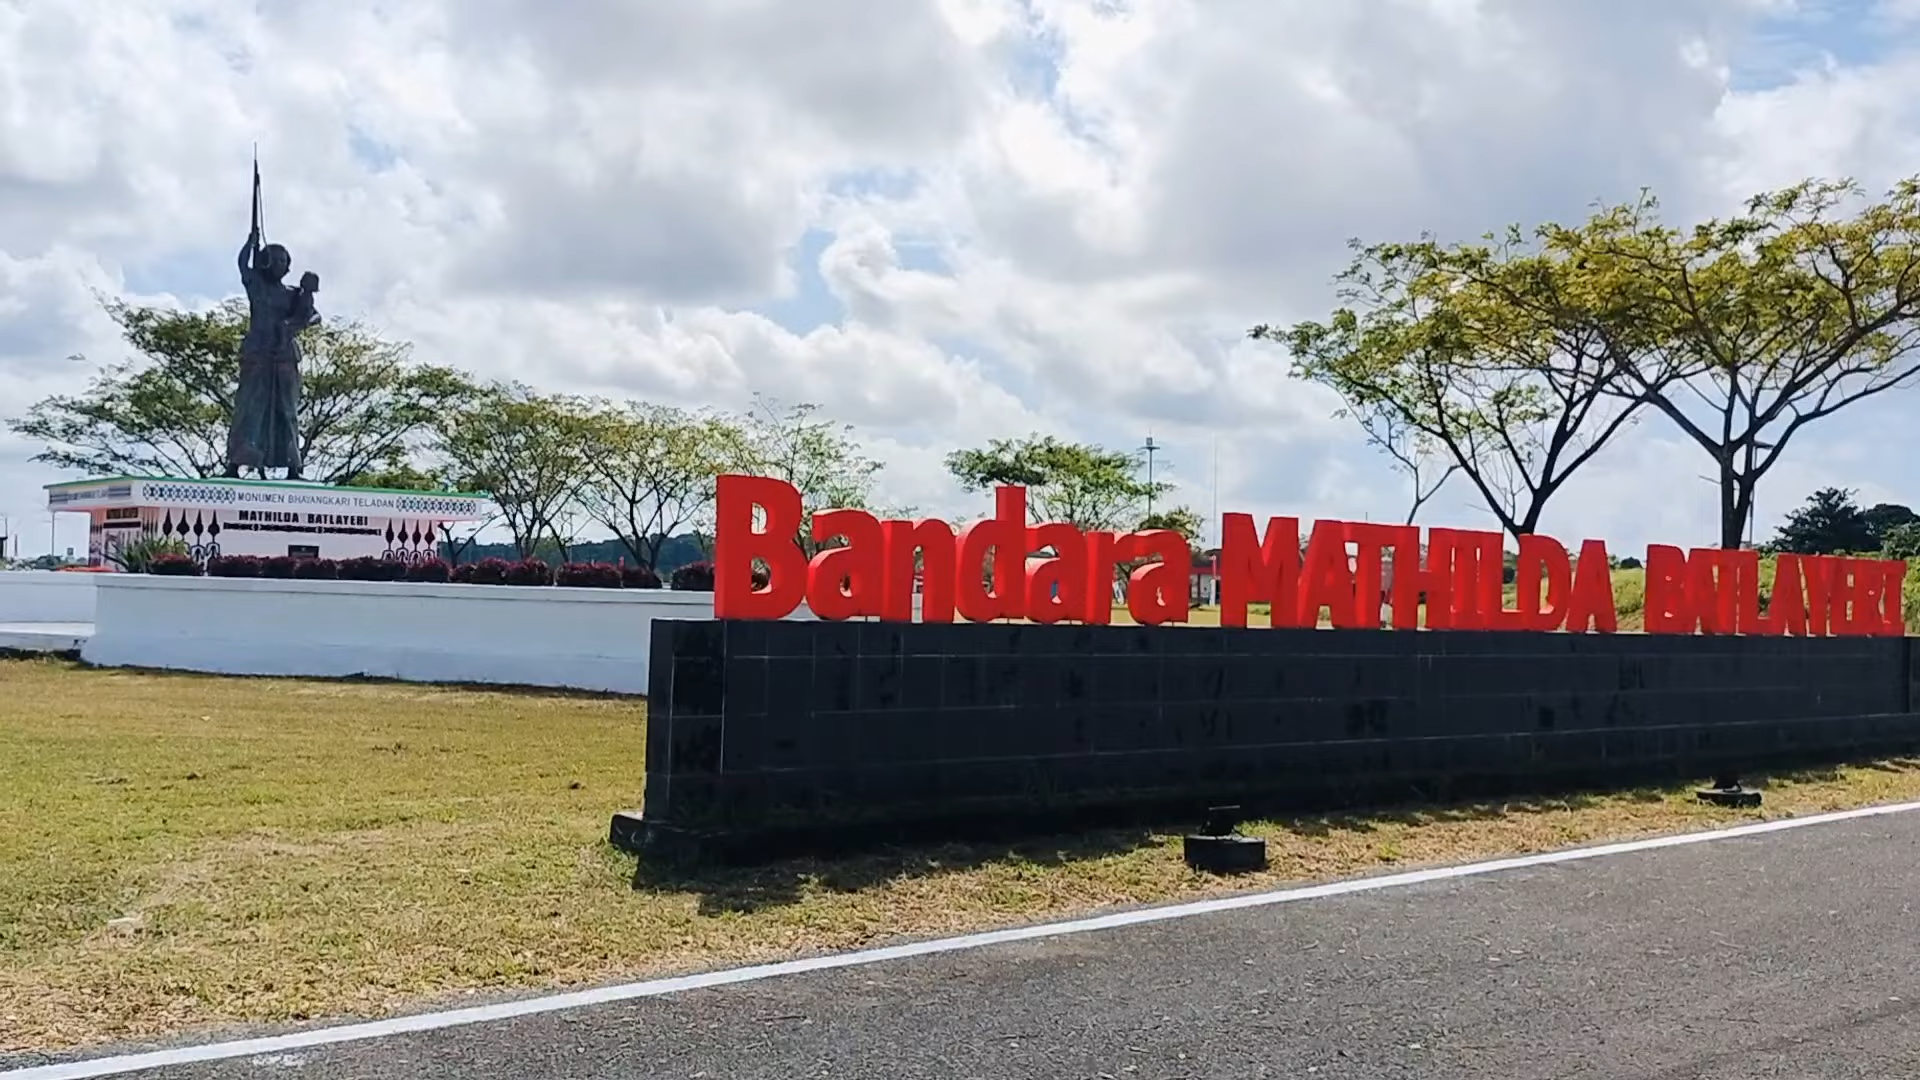 MONUMEN BHAYANGKARI TELADAN
MATHILDA BATLAYERI
Bandara MATHILDA BATLAYERI